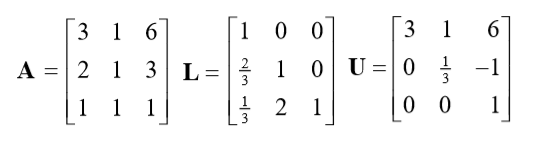 A = [3 1 6; 2 1 3; 1 1 1] L = [1 0 0; 2/3 1 0; 1/3 2 1] U = [3 1 6; 0 1/3 -1; 0 0 1]